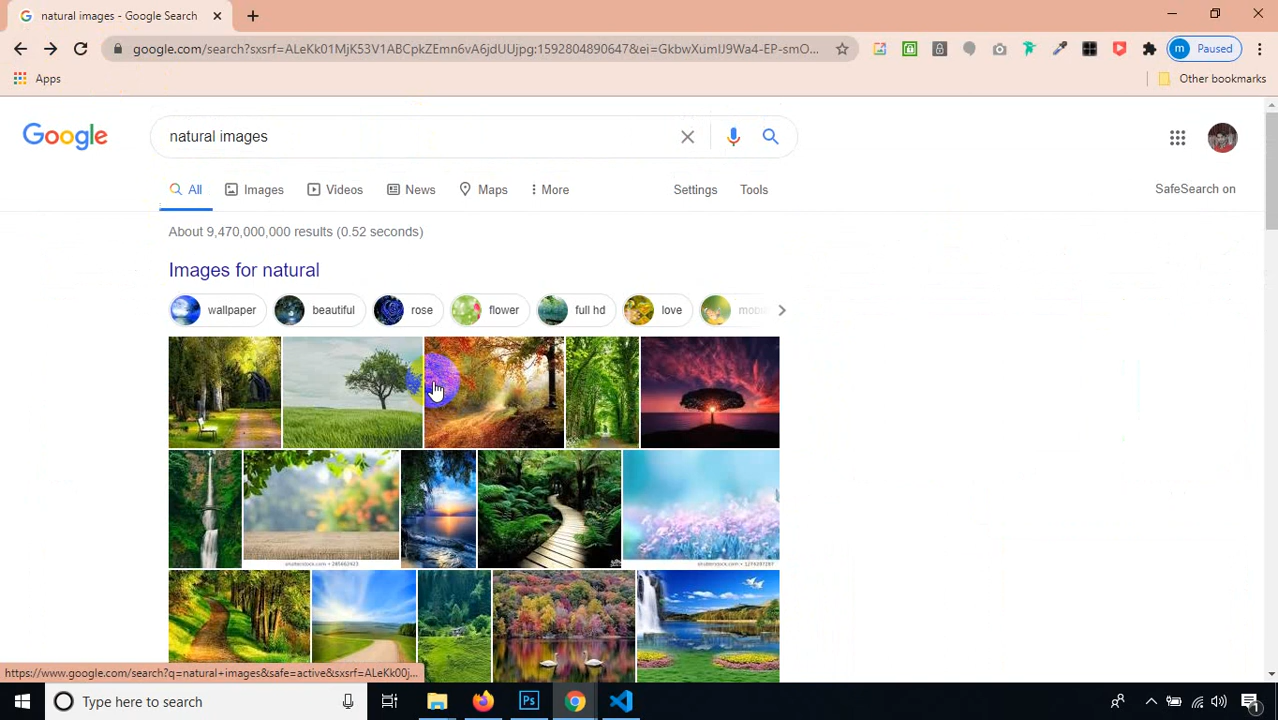 natural images - Google Search
google.com/search?sxsrf=ALeKk01MjK53V1ABCpkZEmn6vA6jdUUjpg:1592804890647&ei=GkbwXumIJ9Wa4-EP-smO...
m Paused
Apps
Other bookmarks
Google
natural images
All
Images
Videos
News
Maps
More
Settings
Tools
SafeSearch on
About 9,470,000,000 results (0.52 seconds)
Images for natural
wallpaper
beautiful
rose
flower
full hd
love
https://www.google.com/search?q=natural+images&safe=active&sxsrf=ALeKk00j...
Type here to search
Ps
1